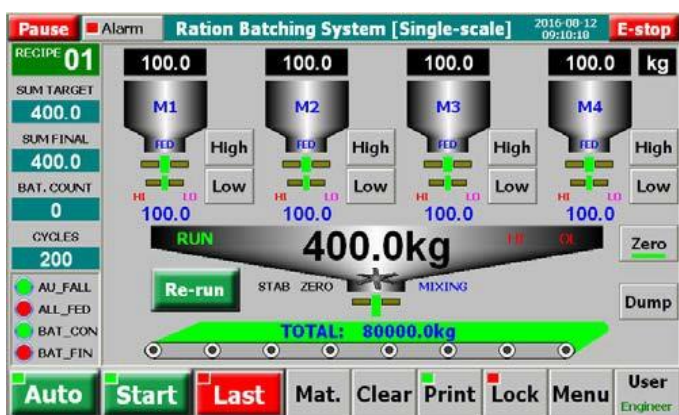 Pause
Alarm
Ration Batching System [Single-scale]
2016-08-12
09:10:10
E-stop
RECIPE 01
100.0 100.0 100.0 100.0 kg
SUM TARGET
400.0
M1 M2 M3 M4
SUM FINAL
400.0
FED FED FED FED
High High High High
BAT. COUNT
0
Low Low Low Low
HI LO HI LO HI LO HI LO
100.0 100.0 100.0 100.0
CYCLES
200
RUN 400.0kg HI OL
Zero
AU_FALL
ALL_FED
BAT_CON
BAT_FIN
Re-run
STAB ZERO MIXING
Dump
TOTAL: 80000.0kg
Auto Start Last Mat. Clear Print Lock Menu User
Engineer